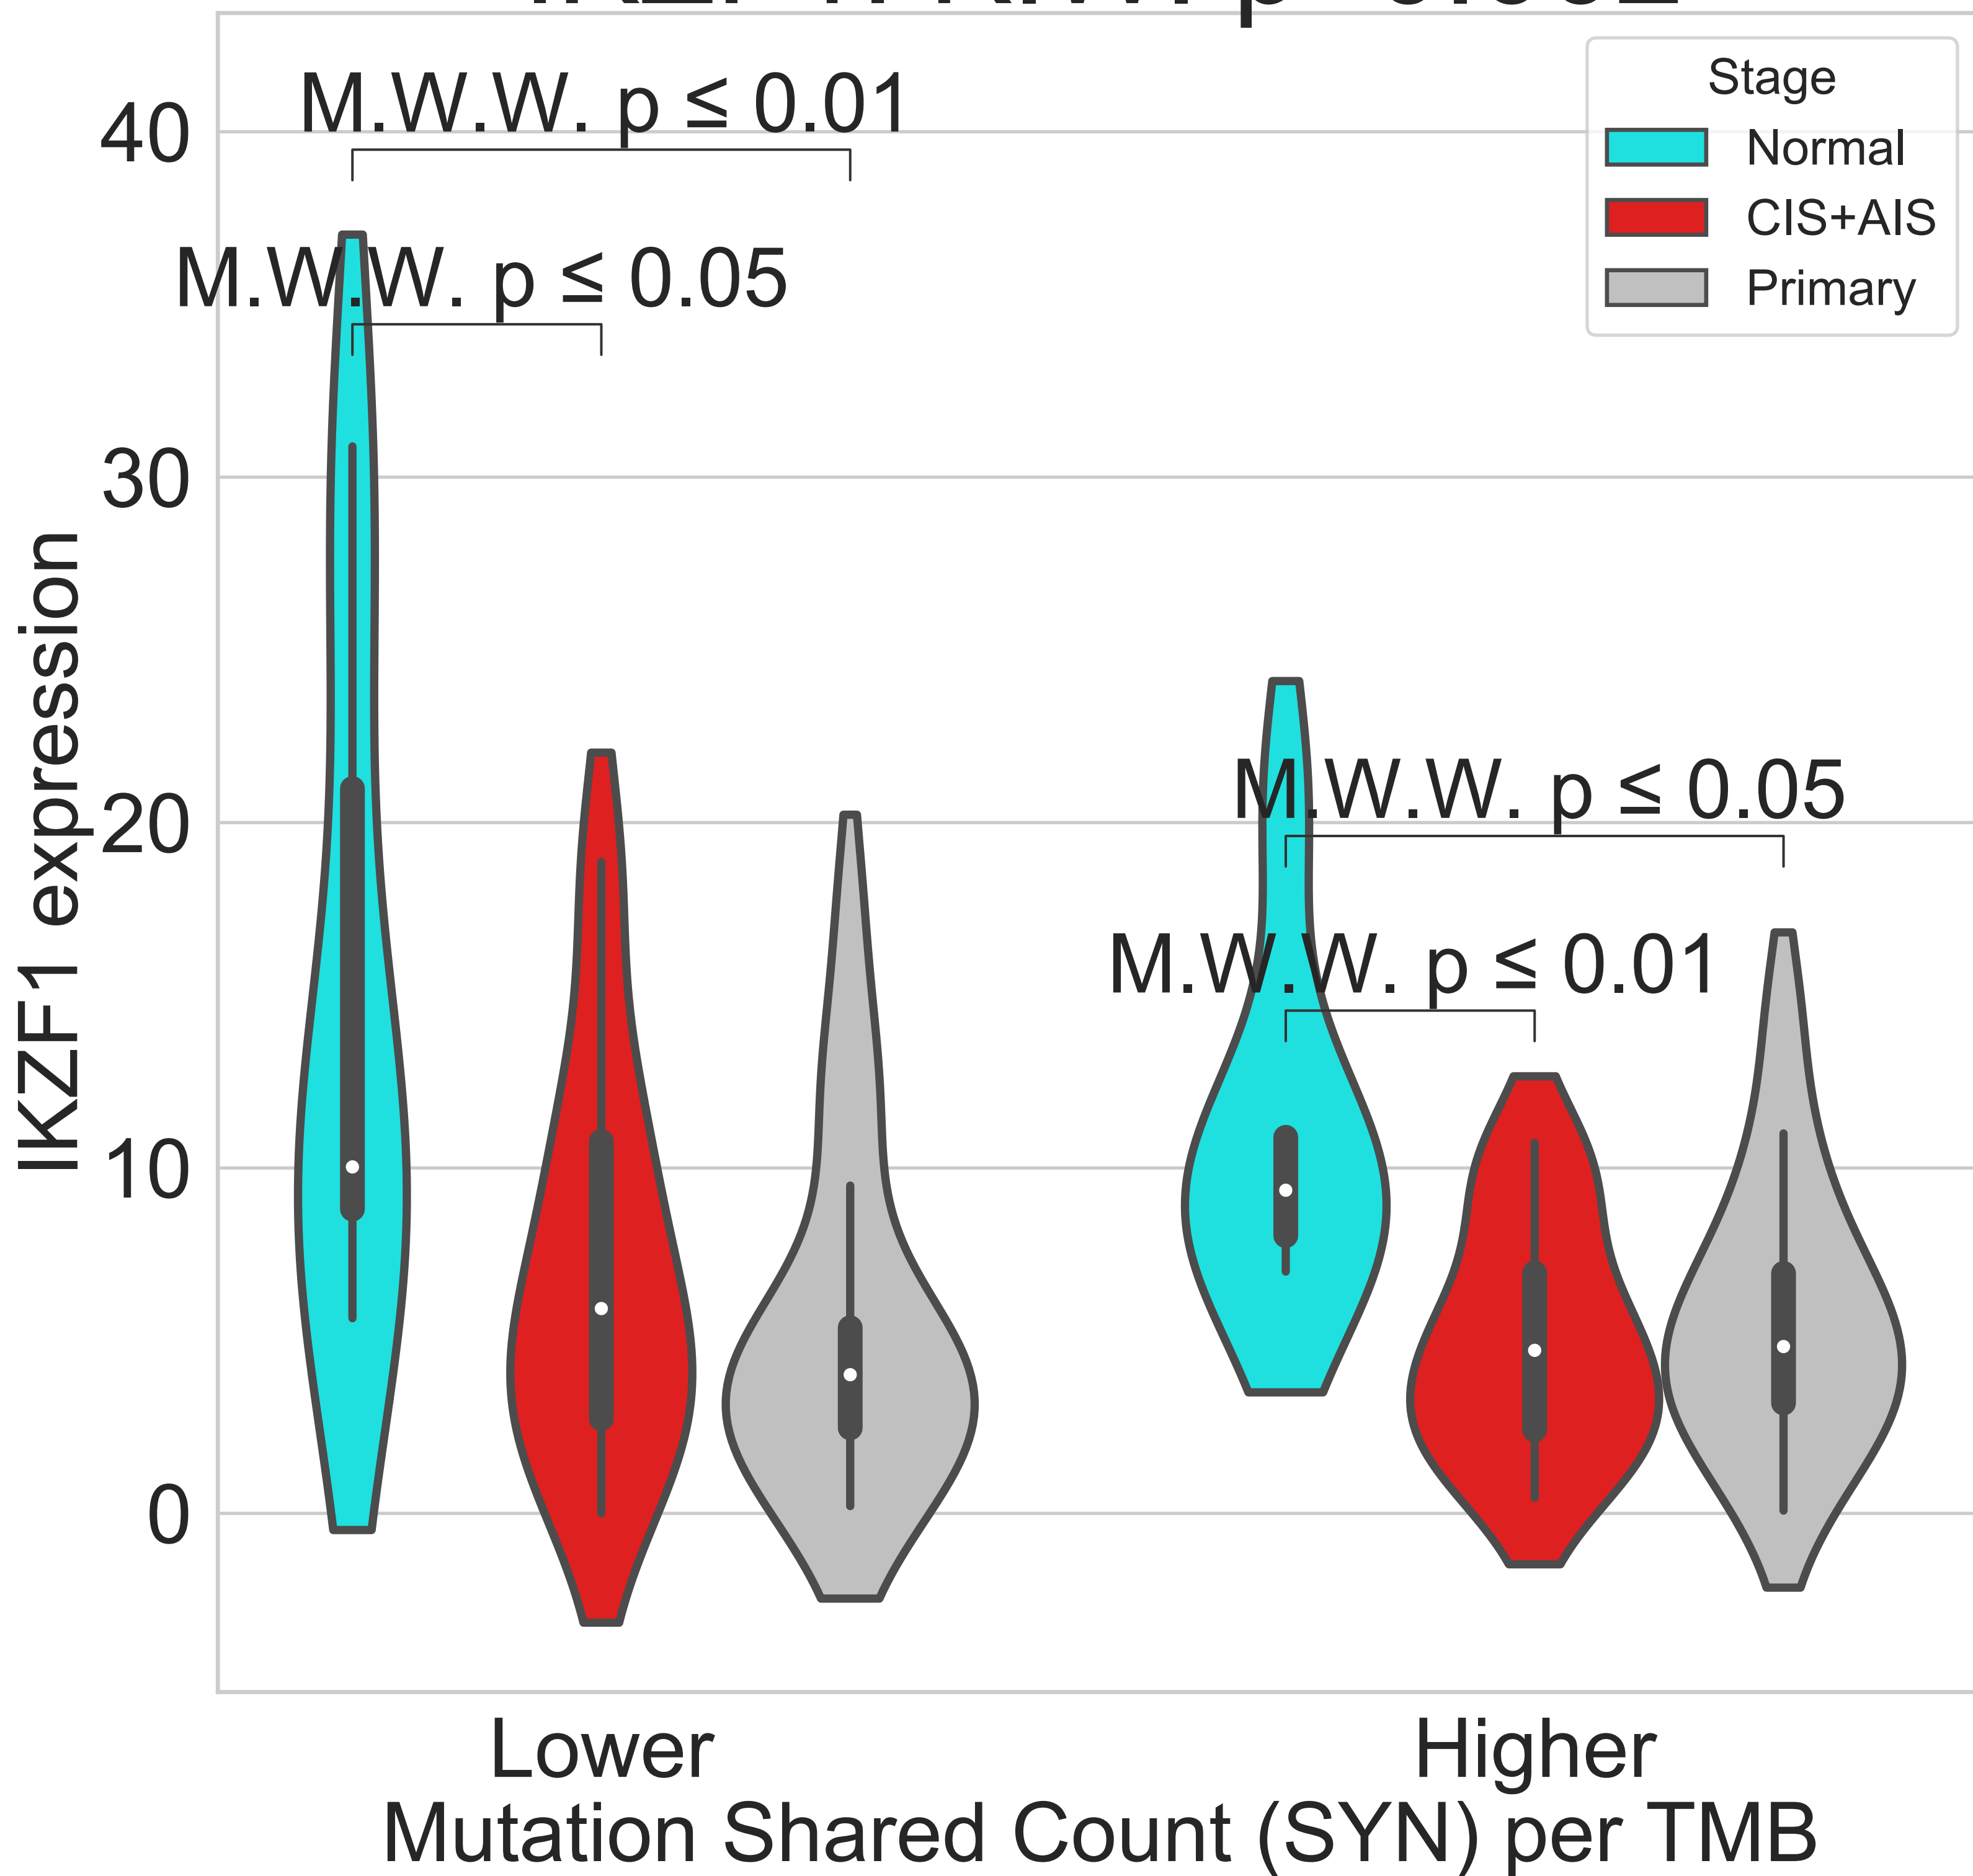 M.W.W. p ≤ 0.01
M.W.W. p ≤ 0.05
M.W.W. p ≤ 0.05
M.W.W. p ≤ 0.01
Stage
Normal
CIS+AIS
Primary
40
30
20
10
0
IKZF1 expression
Lower
Higher
Mutation Shared Count (SYN) per TMB